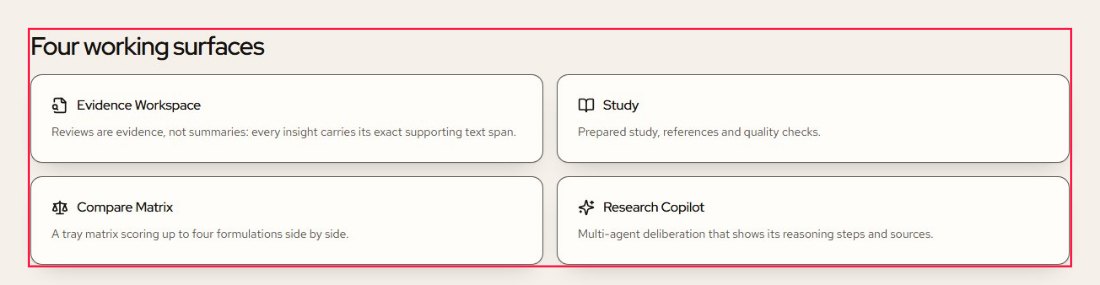 Four working surfaces
Evidence Workspace
Reviews are evidence, not summaries: every insight carries its exact supporting text span.
Study
Prepared study, references and quality checks.
Compare Matrix
A tray matrix scoring up to four formulations side by side.
Research Copilot
Multi-agent deliberation that shows its reasoning steps and sources.